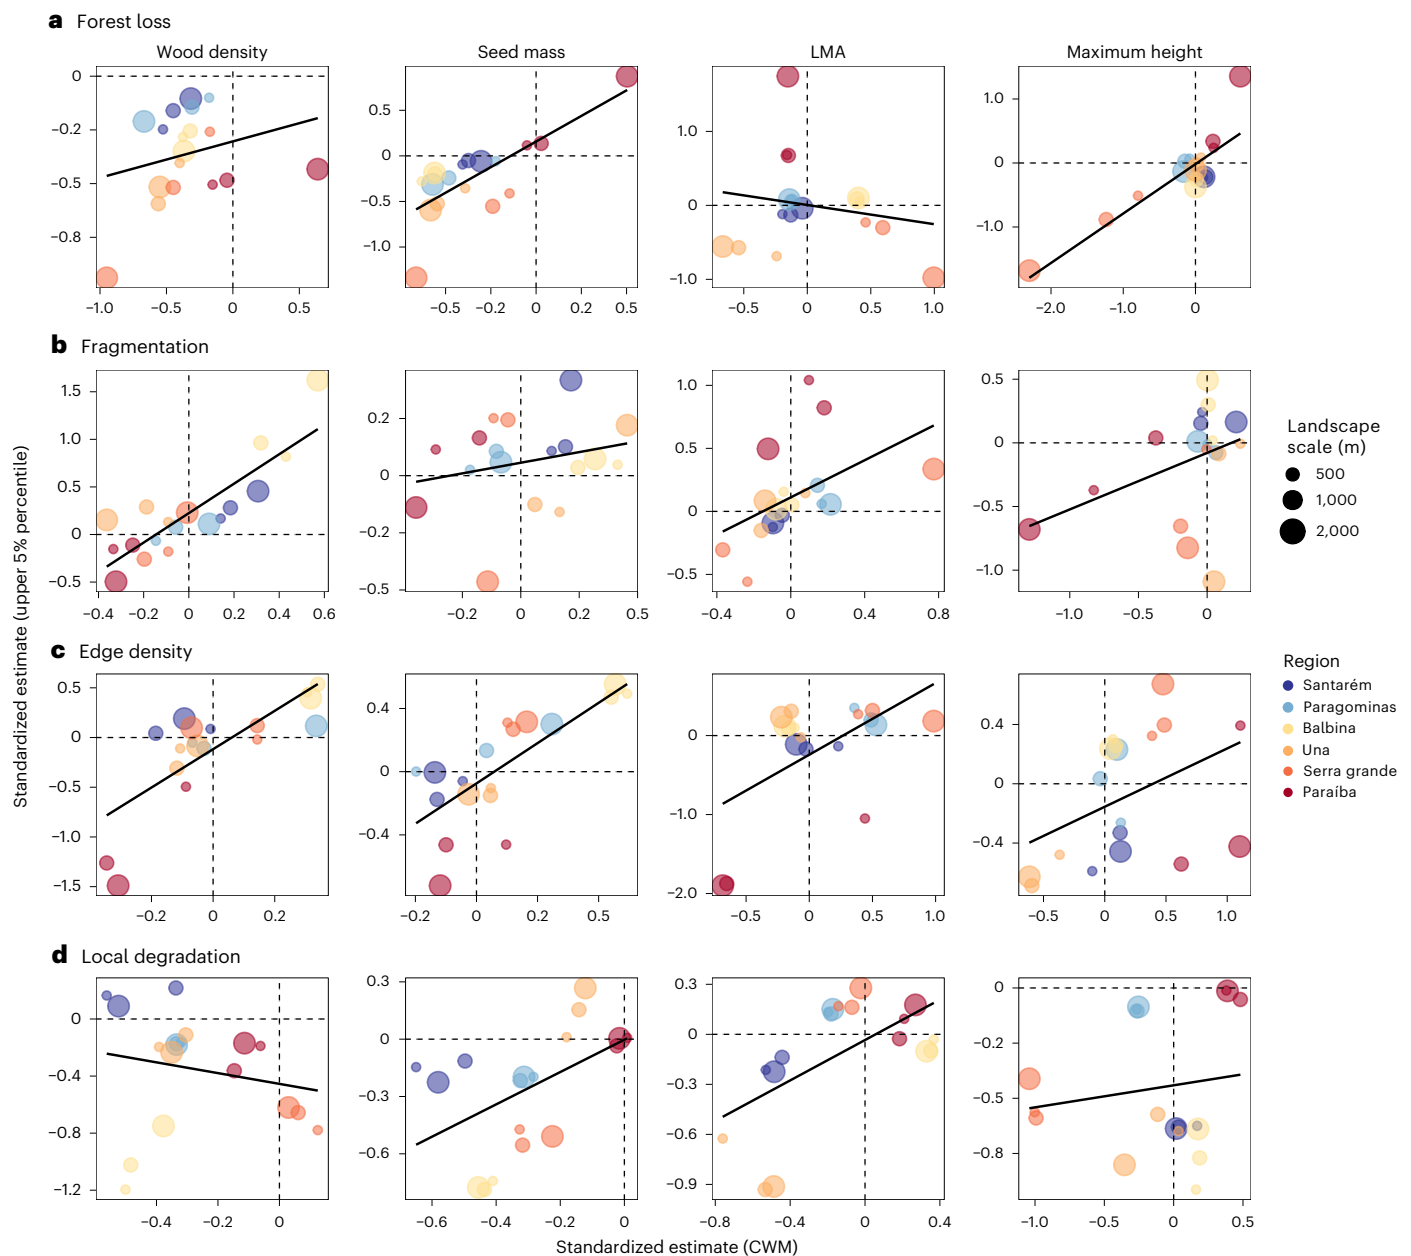 a Forest loss
Wood density Seed mass LMA Maximum height
0 −0.2 −0.5 −0.8
−1.0 −0.5 0 0.5
0.5 0 −0.5 −1.0
−0.5 −0.2 0 0.2 0.5
1.0 0 −1.0
−0.5 0 0.5 1.0
1.0 0 −1.0
−2.0 −1.0 0
b Fragmentation
1.5 1.0 0.5 0 −0.5
−0.4 −0.2 0 0.2 0.4 0.6
0.2 0 −0.2 −0.5
−0.2 0 0.2 0.5
1.0 0.5 0 −0.5
−0.4 0 0.4 0.8
0.5 0 −0.5 −1.0
−1.0 −0.5 0
Landscape
scale (m)
500
1,000
2,000
Standardized estimate (upper 5% percentile)
c Edge density
0.5 0 −0.5 −1.0 −1.5
−0.2 0 0.2
0.4 0 −0.4
−0.2 0 0.2 0.5
0 −1.0 −2.0
−0.5 0 0.5 1.0
0.4 0 −0.4
−0.5 0 0.5 1.0
Region
Santarém
Paragominas
Balbina
Una
Serra grande
Paraíba
d Local degradation
0 −0.4 −0.8 −1.2
−0.4 −0.2 0
0.3 0 −0.3 −0.6
−0.6 −0.4 −0.2 0
0.3 0 −0.3 −0.6 −0.9
−0.8 −0.4 0 0.4
0 −0.2 −0.5 −0.8
−1.0 −0.5 0 0.5
Standardized estimate (CWM)